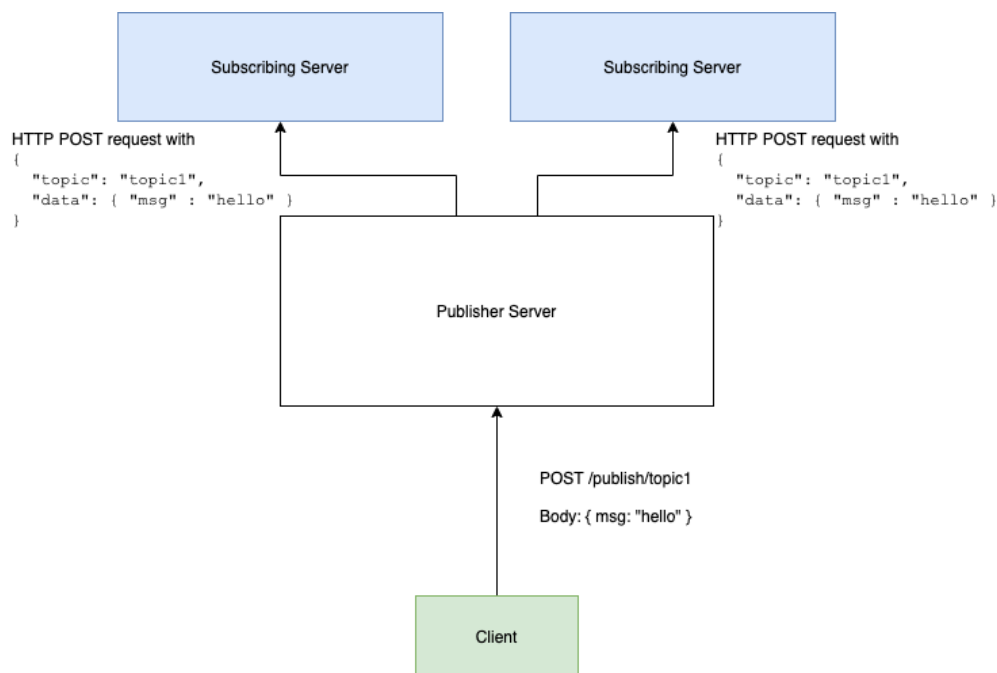 Subscribing Server
Subscribing Server
HTTP POST request with
{
  "topic": "topic1",
  "data": { "msg" : "hello" }
}
HTTP POST request with
{
  "topic": "topic1",
  "data": { "msg" : "hello" }
}
Publisher Server
POST /publish/topic1
Body: { msg: "hello" }
Client